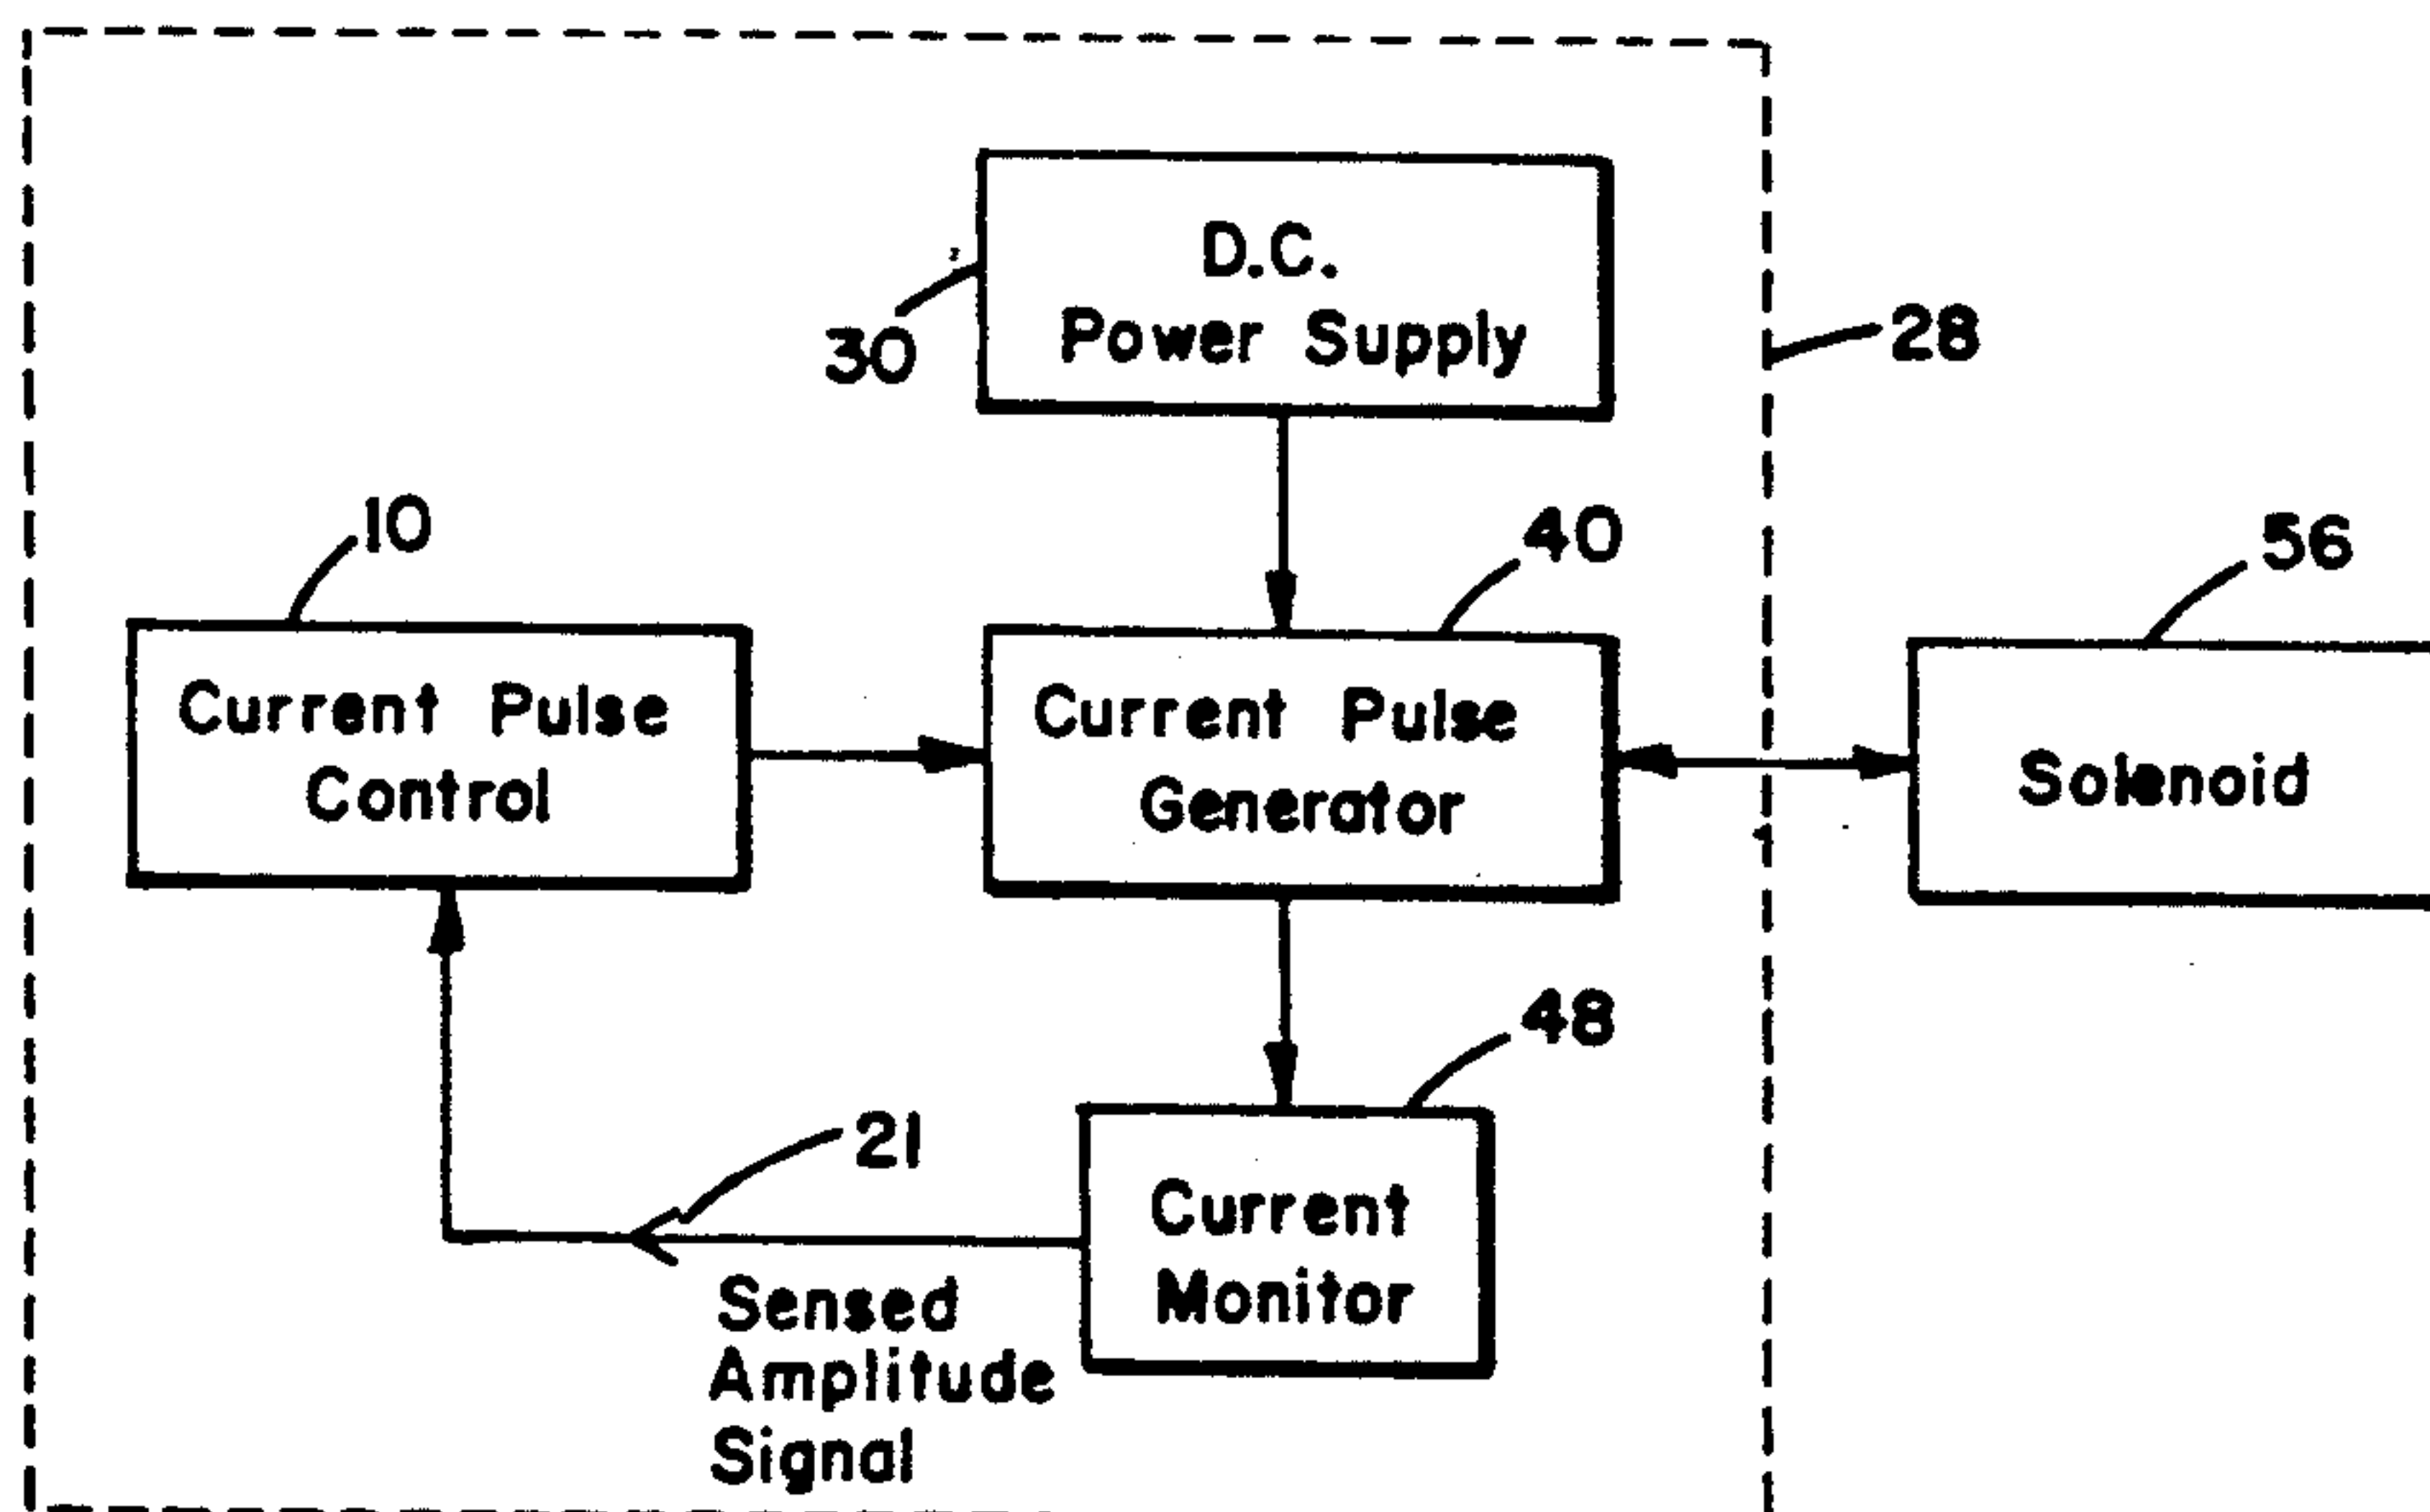 D.C.
Power Supply
30
28
10
40
56
Current Pulse
Control
Current Pulse
Generator
Solenoid
48
21
Current
Monitor
Sensed
Amplitude
Signal